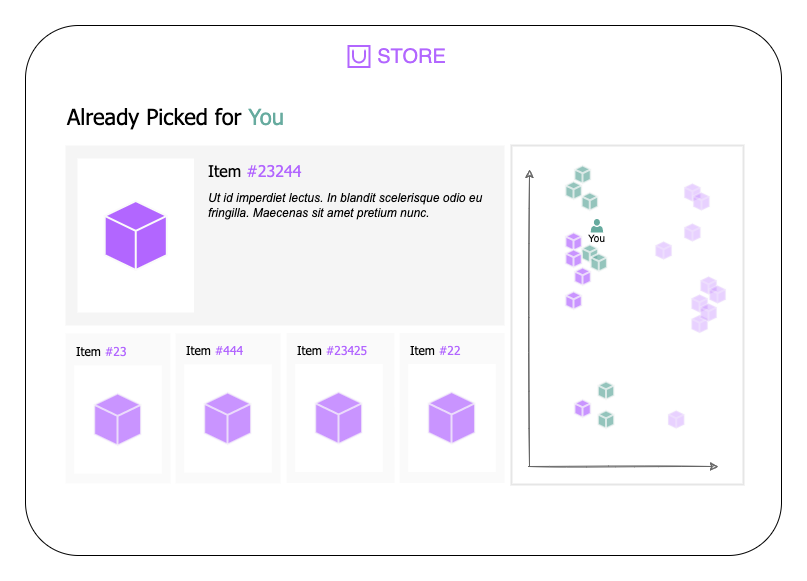 STORE
Already Picked for You
Item #23244
Ut id imperdiet lectus. In blandit scelerisque odio eu
fringilla. Maecenas sit amet pretium nunc.
You
Item #23
Item #444
Item #23425
Item #22